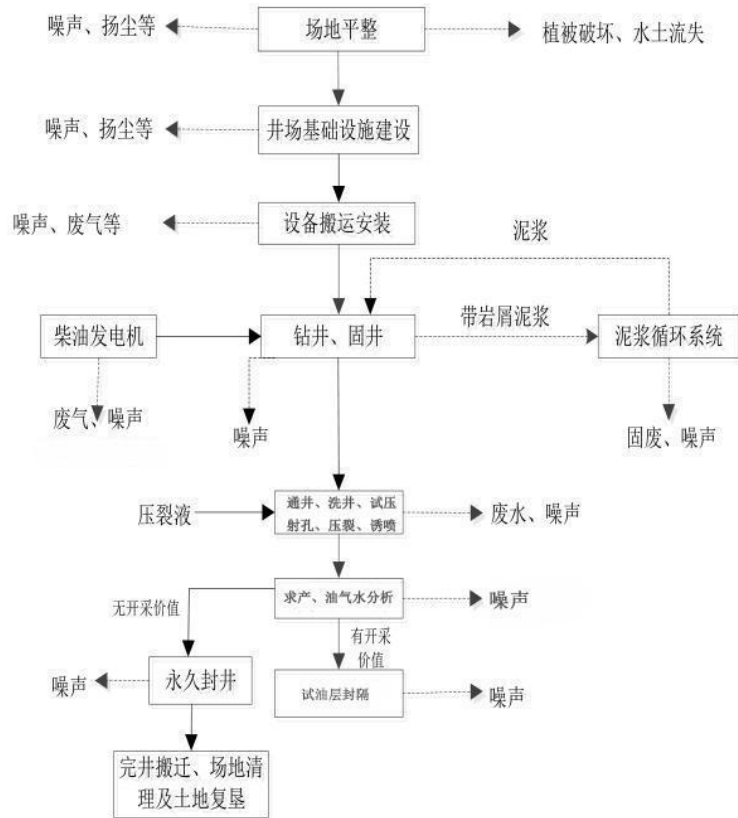 噪声、扬尘等
场地平整
植被破坏、水土流失
噪声、扬尘等
井场基础设施建设
噪声、废气等
设备搬运安装
泥浆
柴油发电机
钻井、固井
带岩屑泥浆
泥浆循环系统
废气、噪声
噪声
固废、噪声
压裂液
通井、洗井、试压
射孔、压裂、诱喷
废水、噪声
无开采价值
求产、油气水分析
噪声
有开采
价值
噪声
永久封井
试油层封隔
噪声
完井搬迁、场地清
理及土地复垦